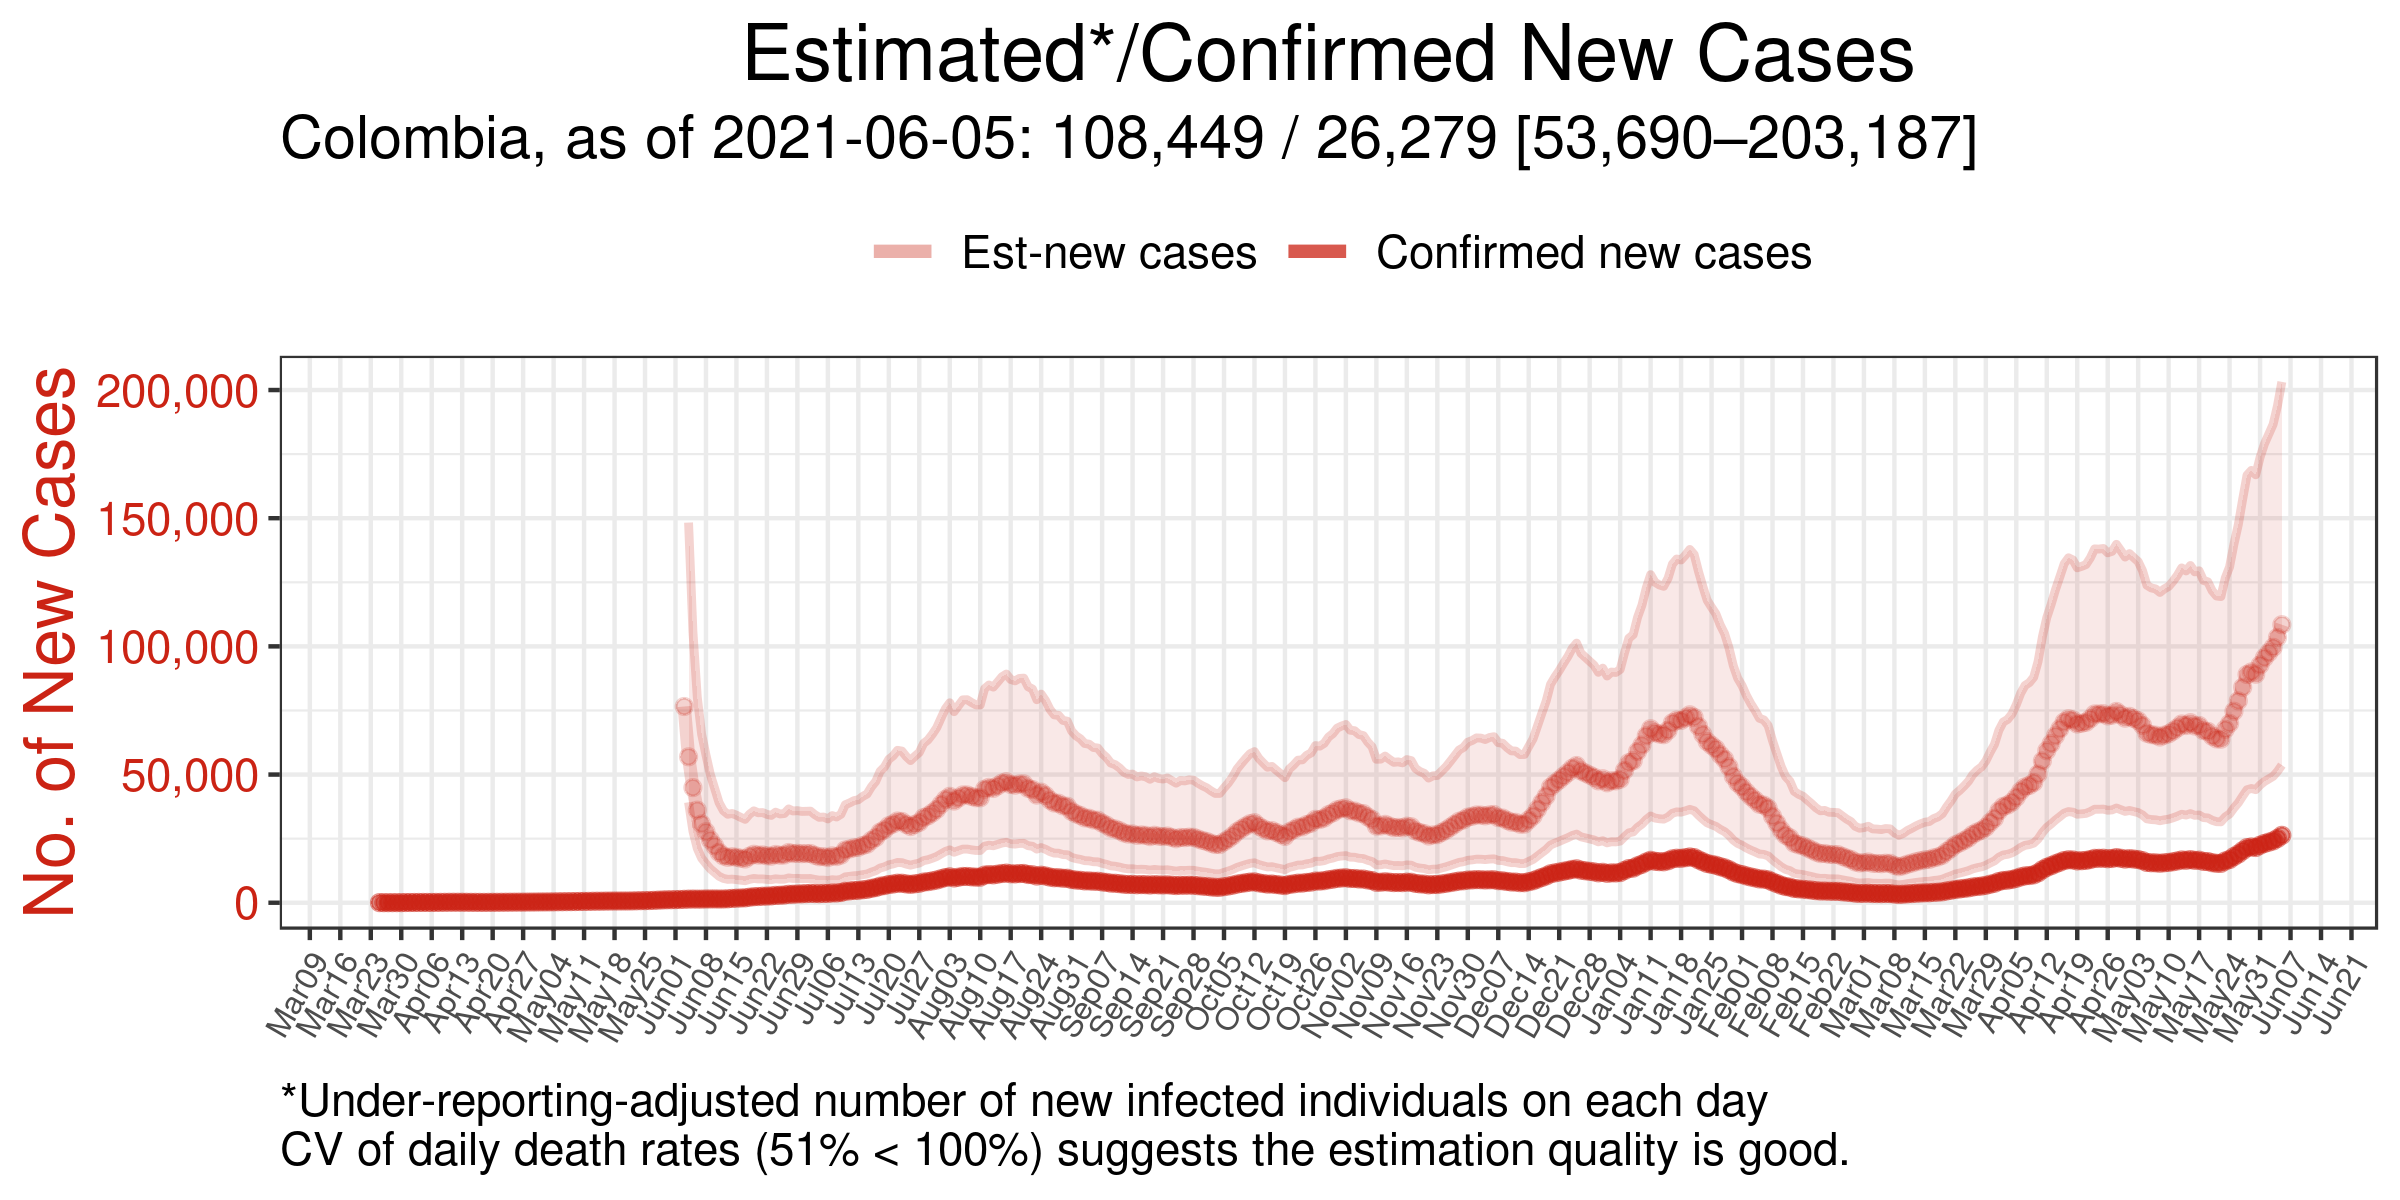 Estimated*/Confirmed New Cases
Colombia, as of 2021-06-05: 108,449 / 26,279 [53,690–203,187]
Est-new cases
Confirmed new cases
No. of New Cases
200,000
150,000
100,000
50,000
0
Mar09
Mar16
Mar23
Mar30
Apr06
Apr13
Apr20
Apr27
May04
May11
May18
May25
Jun01
Jun08
Jun15
Jun22
Jun29
Jul06
Jul13
Jul20
Jul27
Aug03
Aug10
Aug17
Aug24
Aug31
Sep07
Sep14
Sep21
Sep28
Oct05
Oct12
Oct19
Oct26
Nov02
Nov09
Nov16
Nov23
Nov30
Dec07
Dec14
Dec21
Dec28
Jan04
Jan11
Jan18
Jan25
Feb01
Feb08
Feb15
Feb22
Mar01
Mar08
Mar15
Mar22
Mar29
Apr05
Apr12
Apr19
Apr26
May03
May10
May17
May24
May31
Jun07
Jun14
Jun21
*Under-reporting-adjusted number of new infected individuals on each day
CV of daily death rates (51% < 100%) suggests the estimation quality is good.